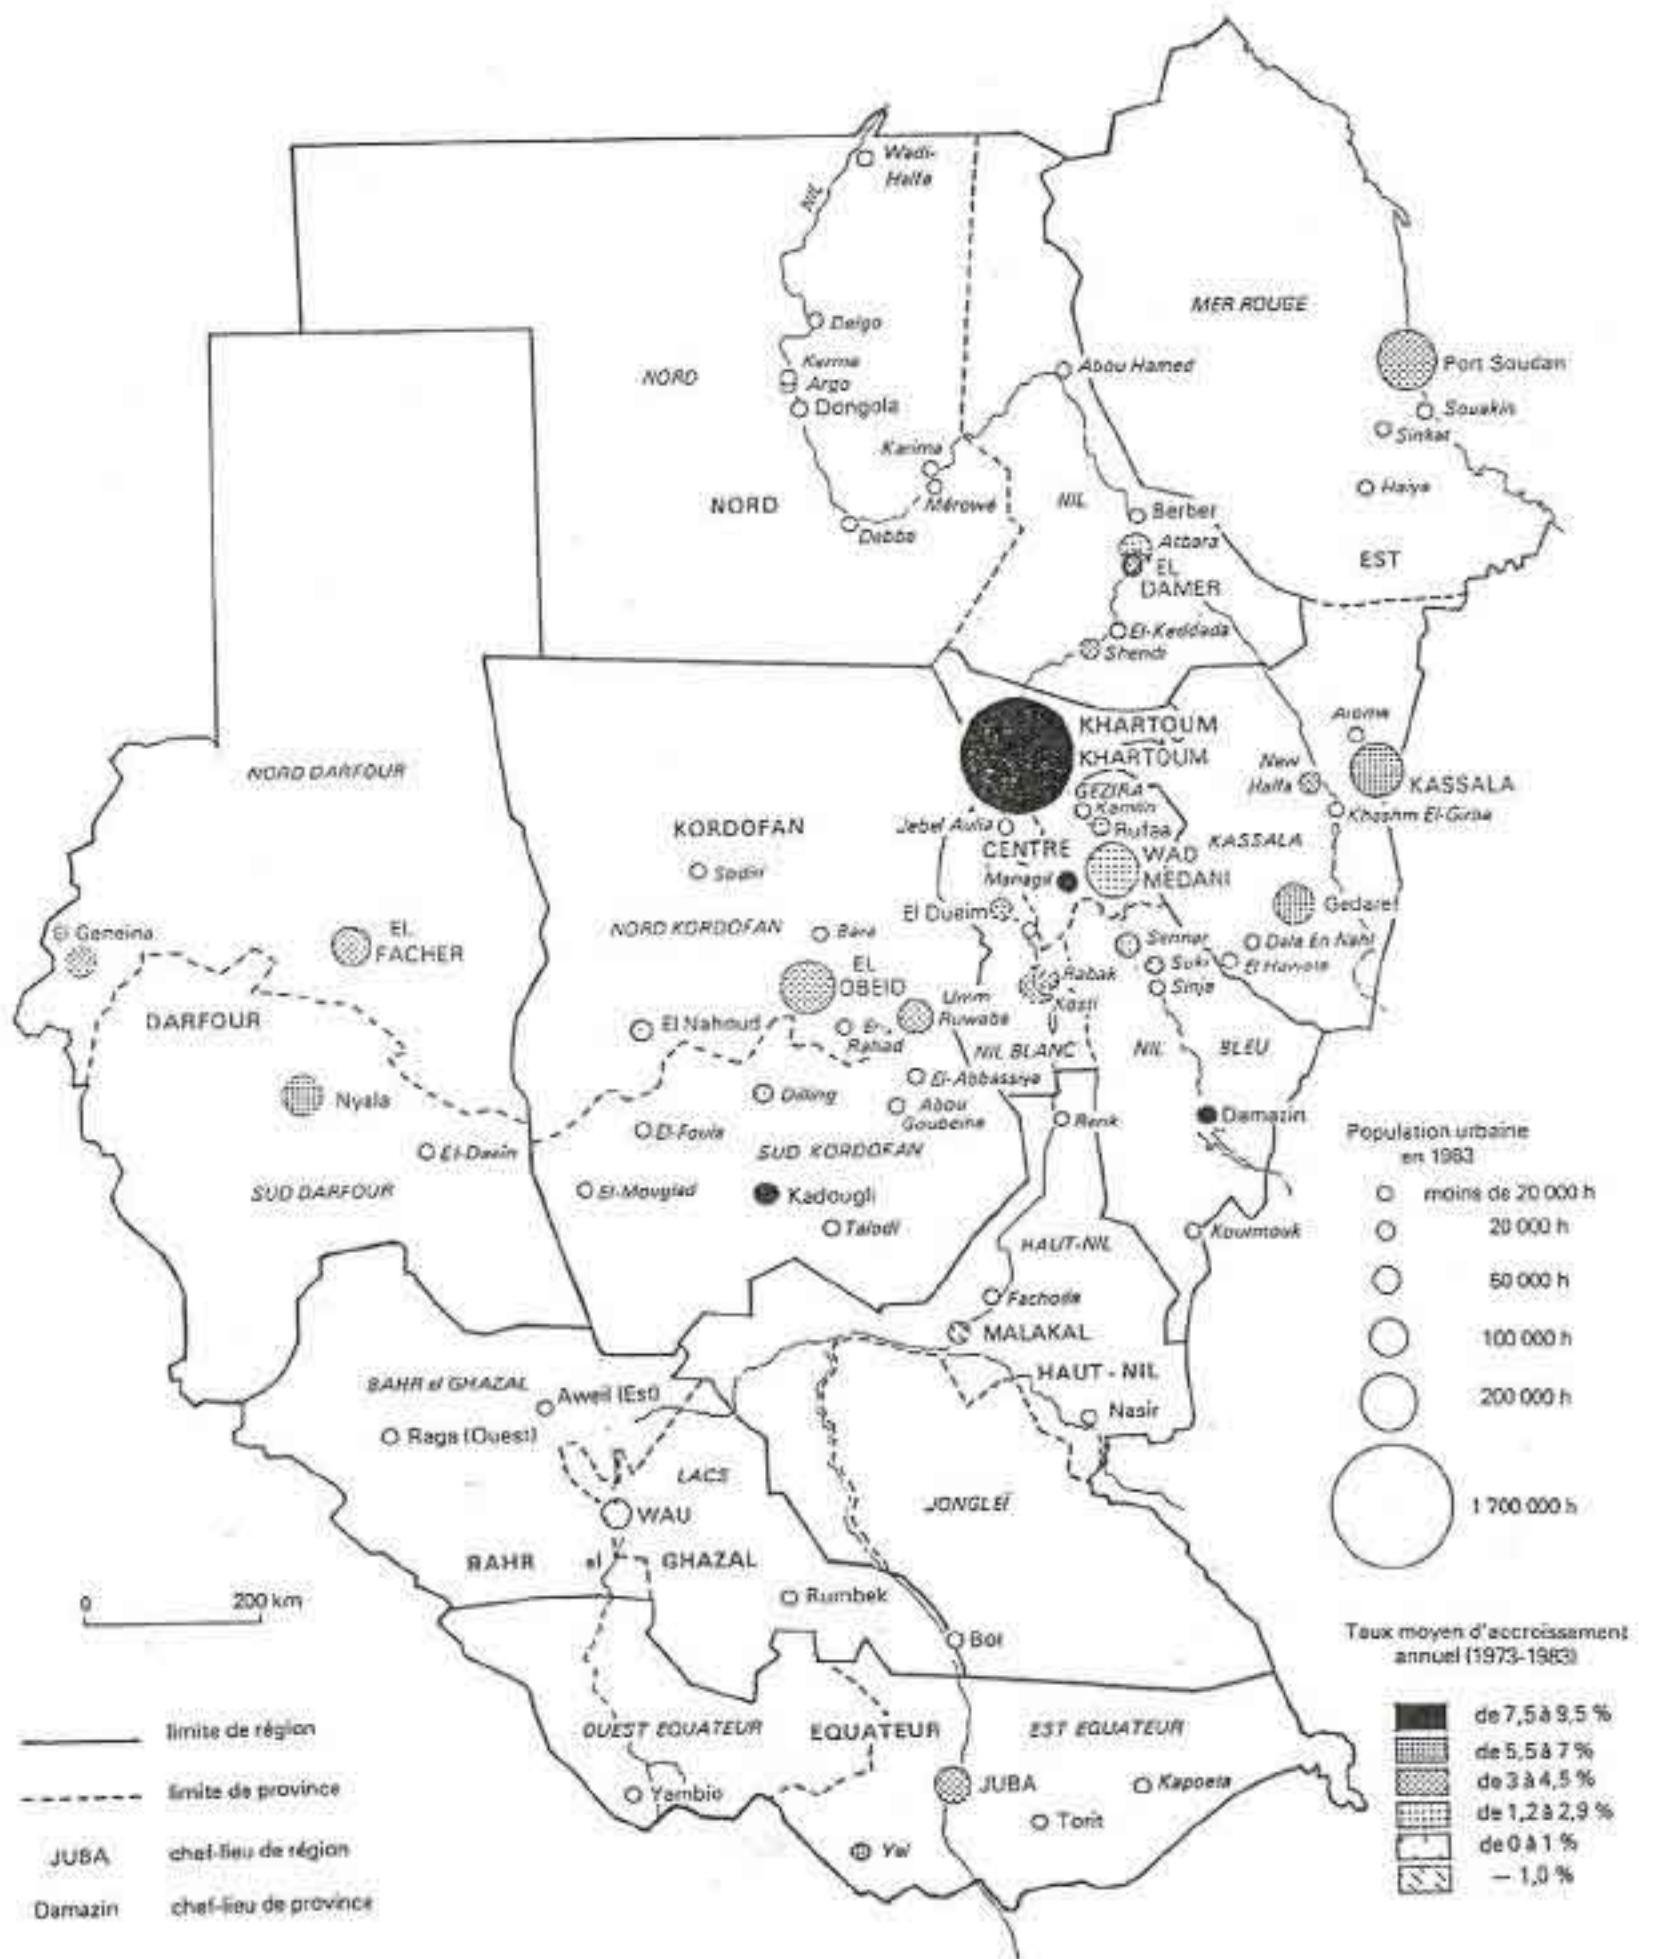 Wadi-
Halfa
NIL
MER ROUGE
Delgo
Kerma
Argo
Dongola
NORD
Abou Hamed
Port Soudan
Souakin
Sinkat
Karima
Mérowé
Haiya
NORD
NIL
Berber
Debba
Atbara
EL
DAMER
EST
El-Keddada
Shendi
KHARTOUM
KHARTOUM
Aroma
New
Halfa
KASSALA
NORD DARFOUR
GEZIRA
Kamlin
Khashm El-Girba
KORDOFAN
Jebel Aulia
Rufaa
KASSALA
CENTRE
WAD
MEDANI
Sodiri
Managil
El Dueim
Gedaref
El Geneina
EL
FACHER
NORD KORDOFAN
Bara
Sennar
Dala En Nahl
EL
OBEID
Rabak
Suki
El Hawata
Kosti
Sinja
DARFOUR
El Nahoud
Umm
Ruwaba
Er
Rahad
NIL BLANC
NIL
BLEU
El-Abbassiya
Nyala
Dilling
Abou
Goubeina
Renk
Damazin
El-Foula
El-Daein
SUD KORDOFAN
SUD DARFOUR
El-Mouglad
Kadougli
Talodi
HAUT-NIL
Kourmouk
Fachoda
MALAKAL
HAUT - NIL
BAHR el GHAZAL
Aweil (Est)
Nasir
Raga (Ouest)
LACS
JONGLEÏ
WAU
BAHR el GHAZAL
Rumbek
Bor
OUEST EQUATEUR
EQUATEUR
EST EQUATEUR
Yambio
JUBA
Kapoeta
Torit
Yei
Population urbaine
en 1983
moins de 20 000 h
20 000 h
50 000 h
100 000 h
200 000 h
1 700 000 h
0 200 km
Taux moyen d'accroissement
annuel (1973-1983)
de 7,5 à 9,5 %
de 5,5 à 7 %
de 3 à 4,5 %
de 1,2 à 2,9 %
de 0 à 1 %
— 1,0 %
limite de région
limite de province
JUBA chef-lieu de région
Damazin chef-lieu de province